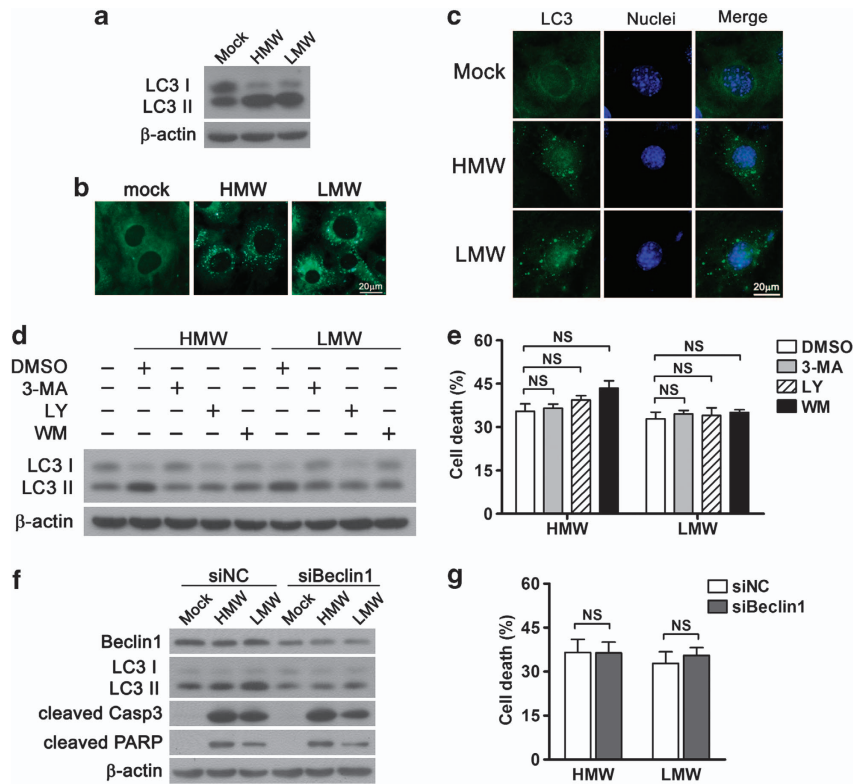 a
Mock HMW LMW
LC3 I
LC3 II
β-actin
b
mock HMW LMW
20μm
c
LC3 Nuclei Merge
Mock
HMW
LMW
20μm
d
HMW LMW
DMSO – + – – – + – – –
3-MA – – + – – – + – –
LY – – – + – – – + –
WM – – – – + – – – +
LC3 I
LC3 II
β-actin
e
Cell death (%)
60
45
30
15
0
NS NS NS
NS NS NS
HMW LMW
DMSO
3-MA
LY
WM
f
siNC siBeclin1
Mock HMW LMW Mock HMW LMW
Beclin1
LC3 I
LC3 II
cleaved Casp3
cleaved PARP
β-actin
g
Cell death (%)
60
45
30
15
0
NS NS
HMW LMW
siNC
siBeclin1